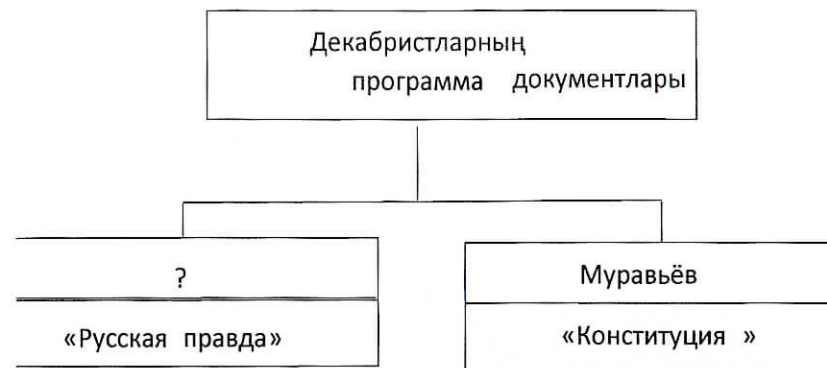 Декабристларның
программа документлары
?
«Русская правда»
Муравьёв
«Конституция »